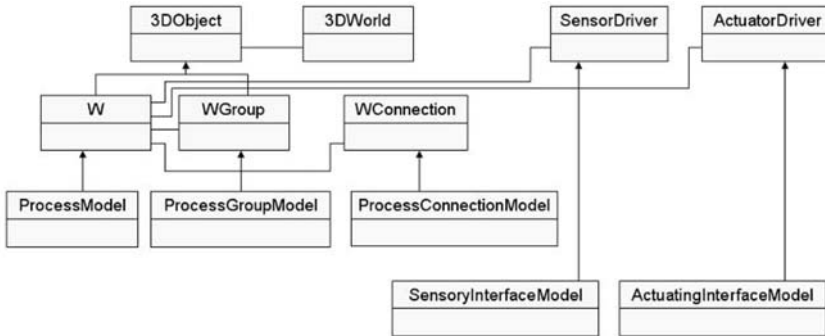 3DObject
3DWorld
SensorDriver
ActuatorDriver
W
WGroup
WConnection
ProcessModel
ProcessGroupModel
ProcessConnectionModel
SensoryInterfaceModel
ActuatingInterfaceModel